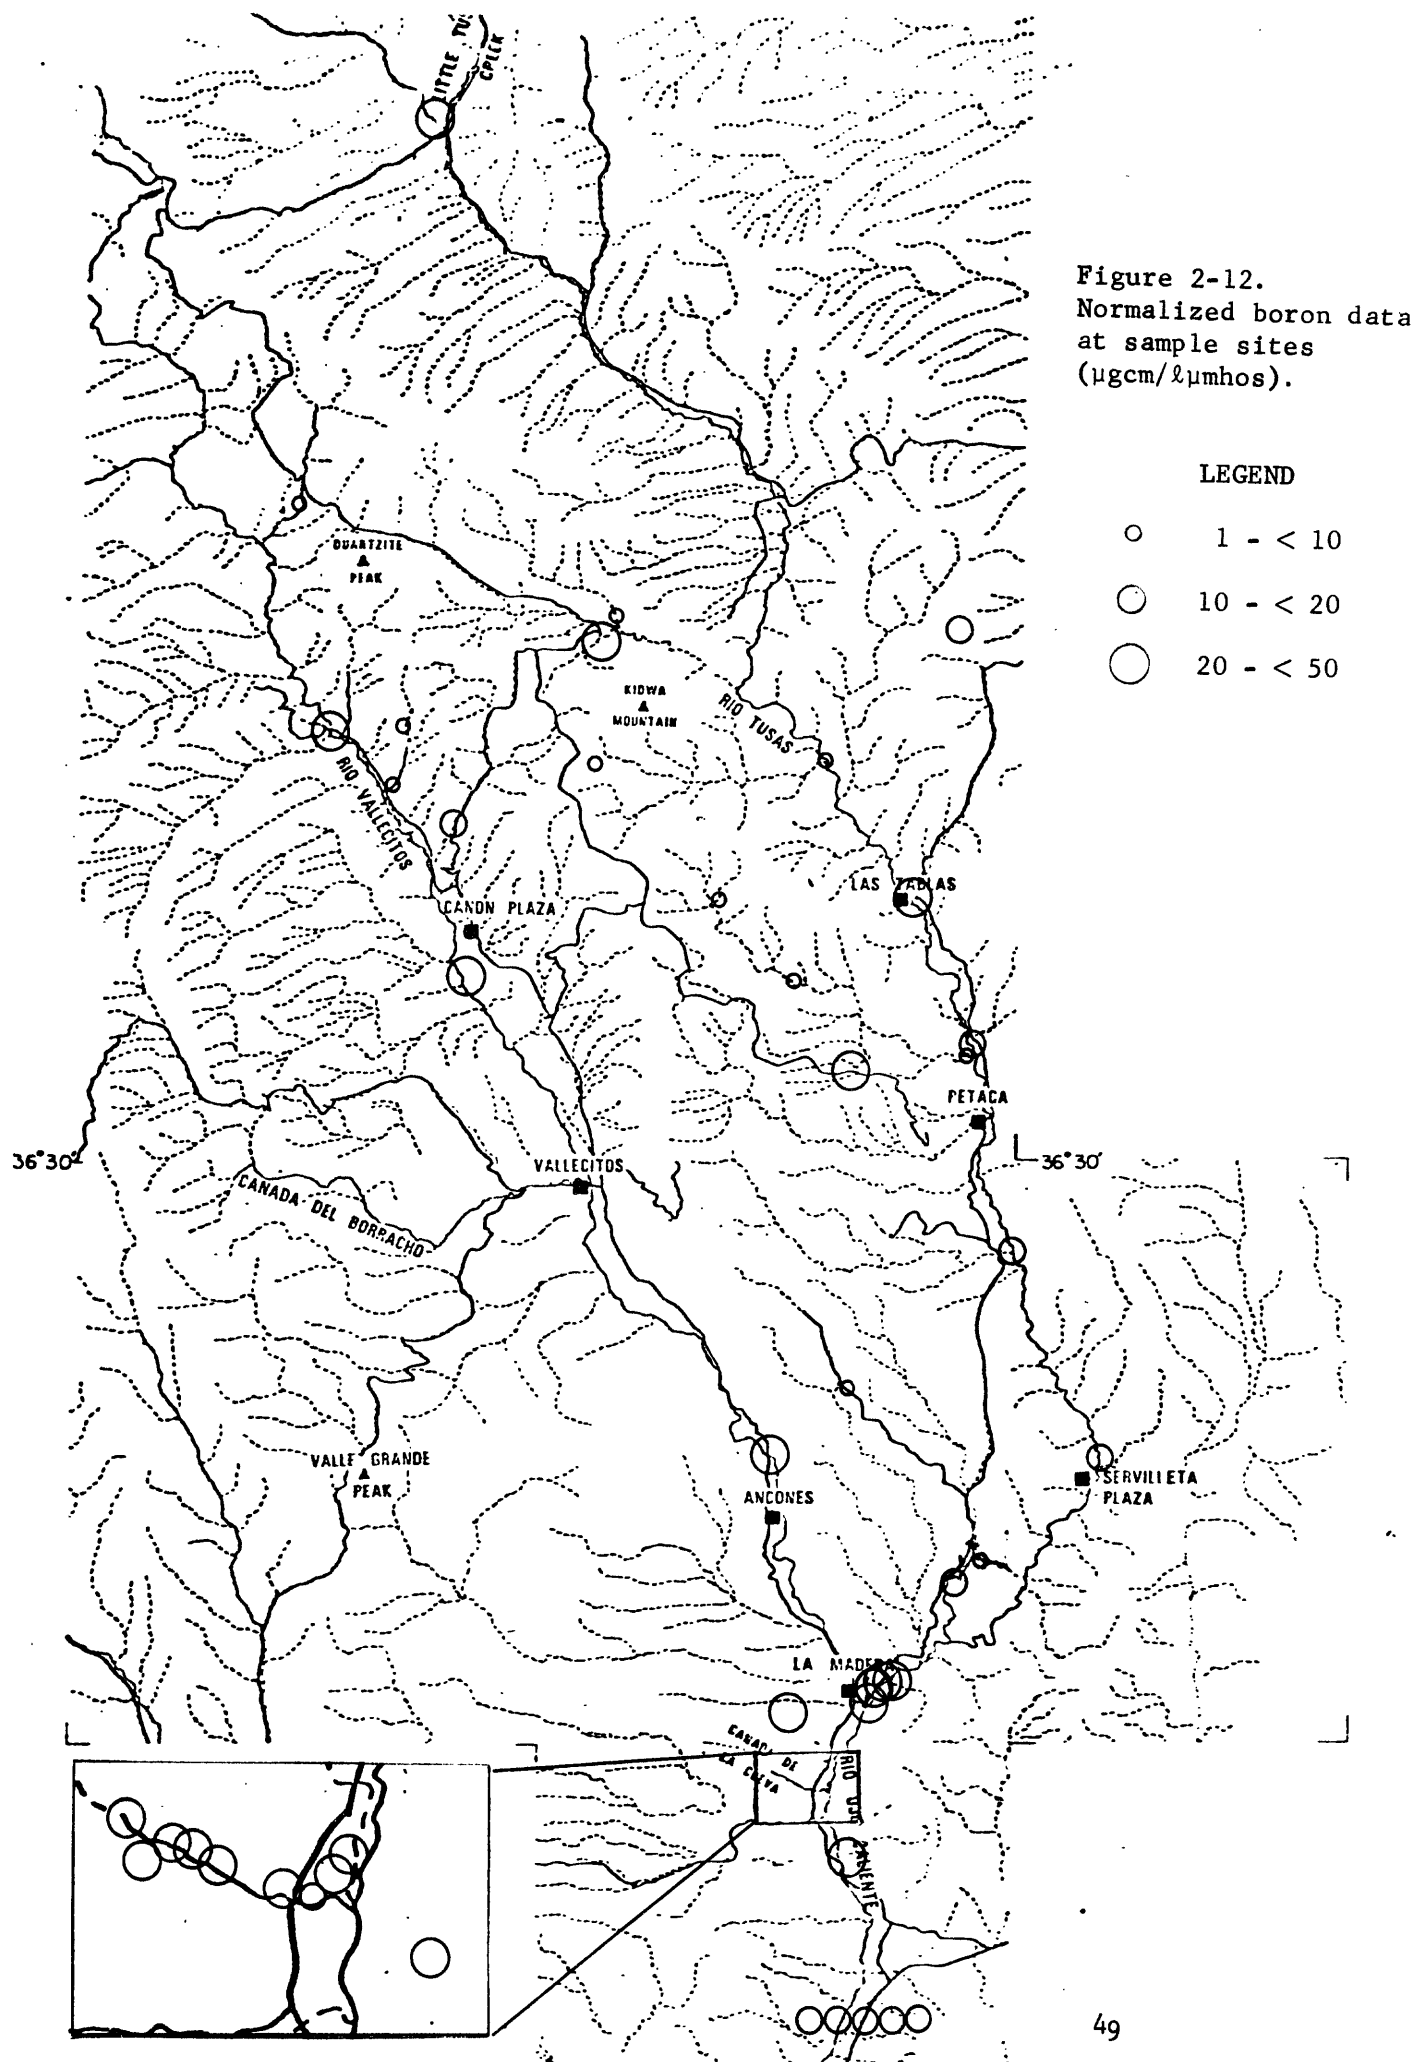 LITTLE
Figure 2-12.
Normalized boron data
at sample sites
(µgcm/ℓµmhos).
LEGEND
1 - < 10
10 - < 20
20 - < 50
QUARTZITE
PEAK
KIOWA
MOUNTAIN
RIO TUSAS
RIO VALLECITOS
LAS TABLAS
CANON PLAZA
PETACA
36°30'
36°30'
VALLECITOS
CANADA DEL BORRACHO
VALLE GRANDE
PEAK
ANCONES
SERVILLETA
PLAZA
LA MADERA
DE
LA CUEVA
RIO OJO
CALIENTE
49